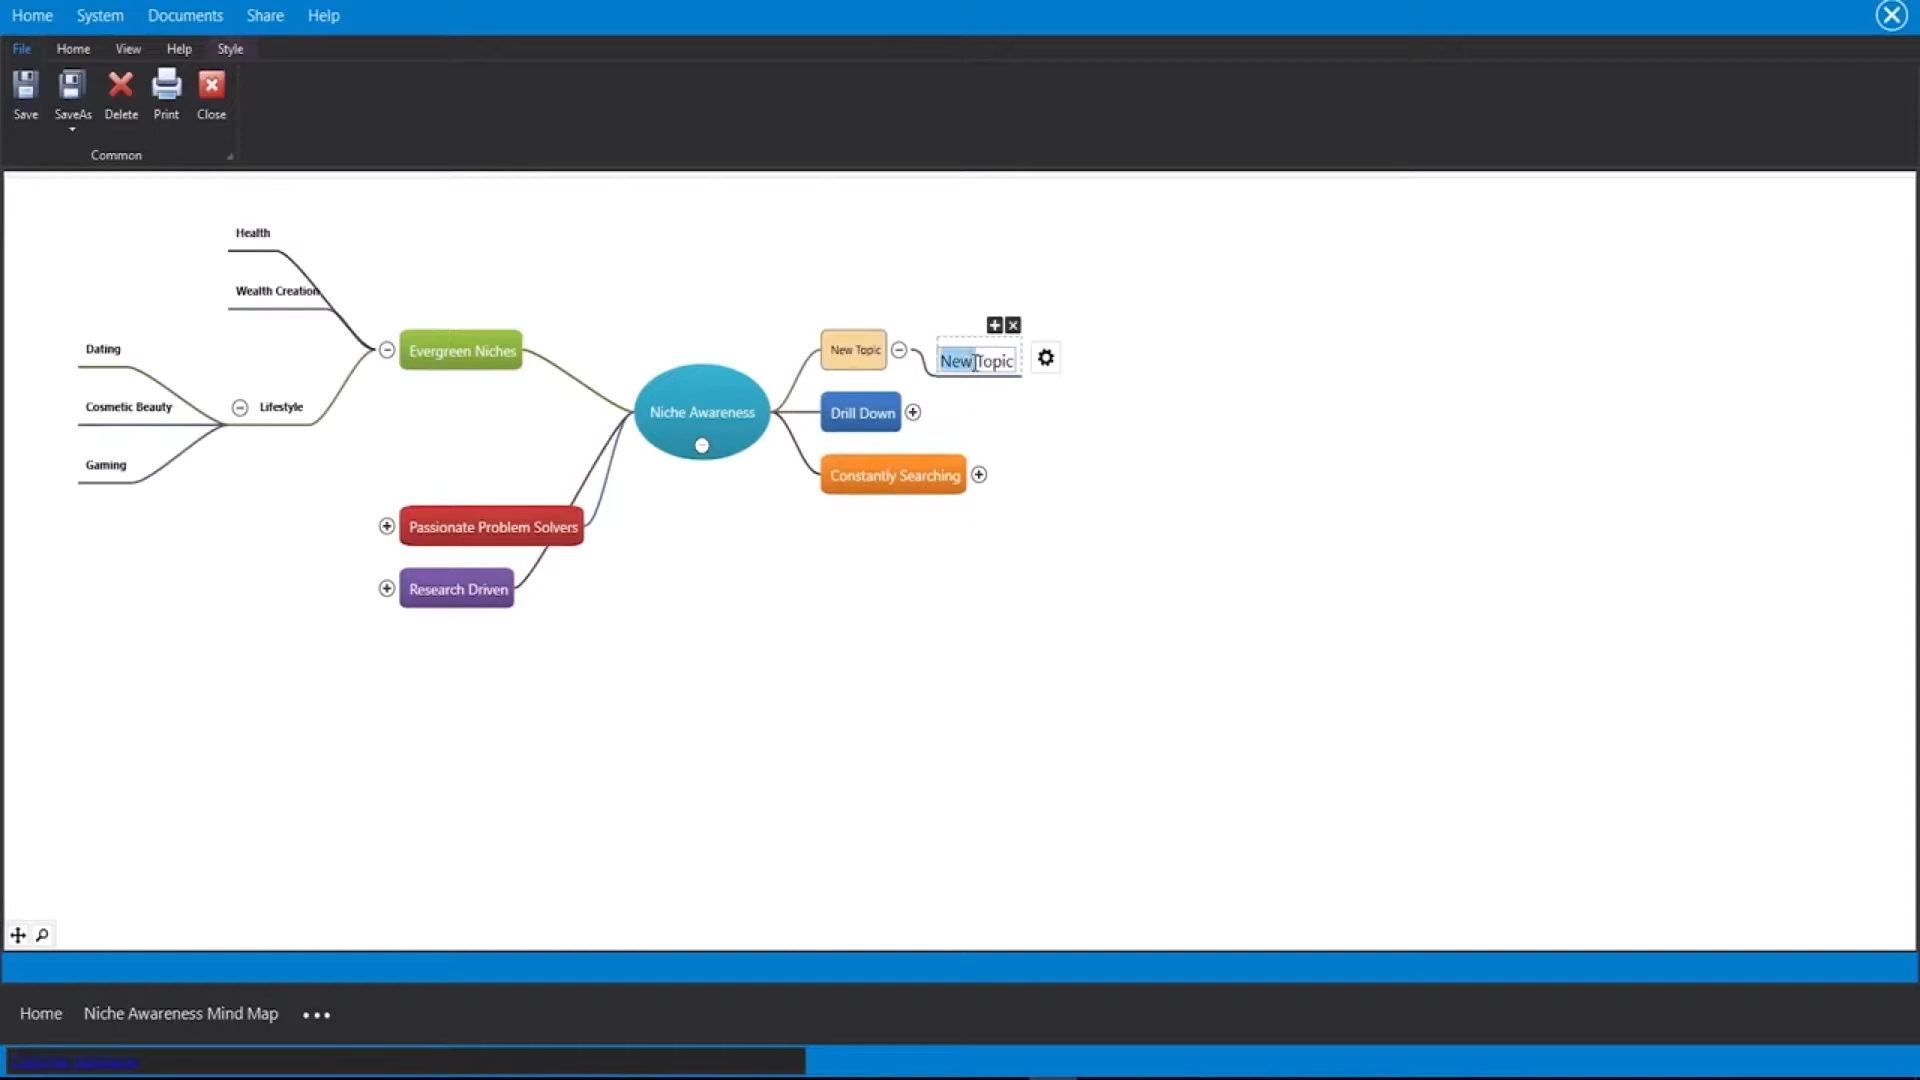 Home System Documents Share Help
File Home View Help Style
Save SaveAs Delete Print Close
Common
Health
Wealth Creation
Dating
Cosmetic Beauty
Gaming
Lifestyle
Evergreen Niches
Passionate Problem Solvers
Research Driven
Niche Awareness
New Topic
New Topic
Drill Down
Constantly Searching
Home Niche Awareness Mind Map